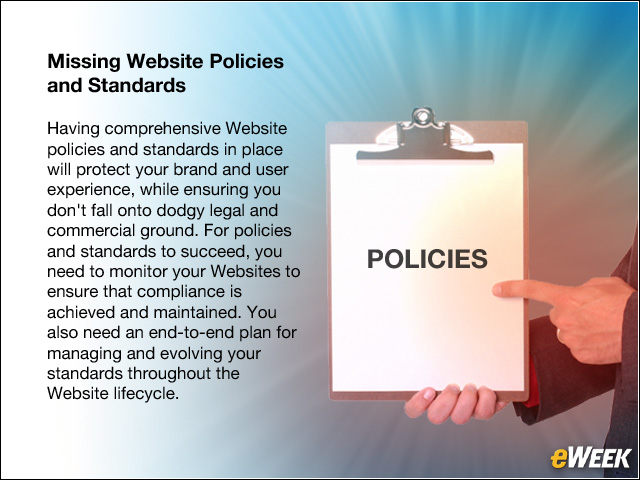 Missing Website Policies
and Standards
Having comprehensive Website
policies and standards in place
will protect your brand and user
experience, while ensuring you
don't fall onto dodgy legal and
commercial ground. For policies
and standards to succeed, you
need to monitor your Websites to
ensure that compliance is
achieved and maintained. You
also need an end-to-end plan for
managing and evolving your
standards throughout the
Website lifecycle.
POLICIES
eWEEK